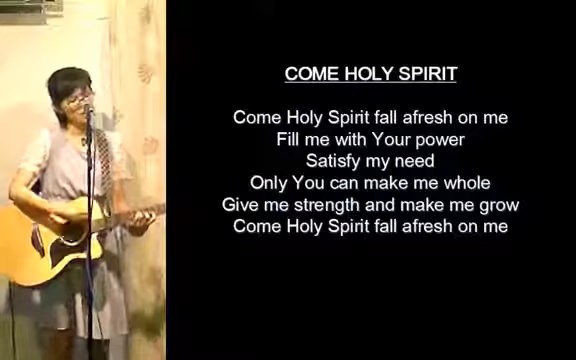 COME HOLY SPIRIT
Come Holy Spirit fall afresh on me
Fill me with Your power
Satisfy my need
Only You can make me whole
Give me strength and make me grow
Come Holy Spirit fall afresh on me